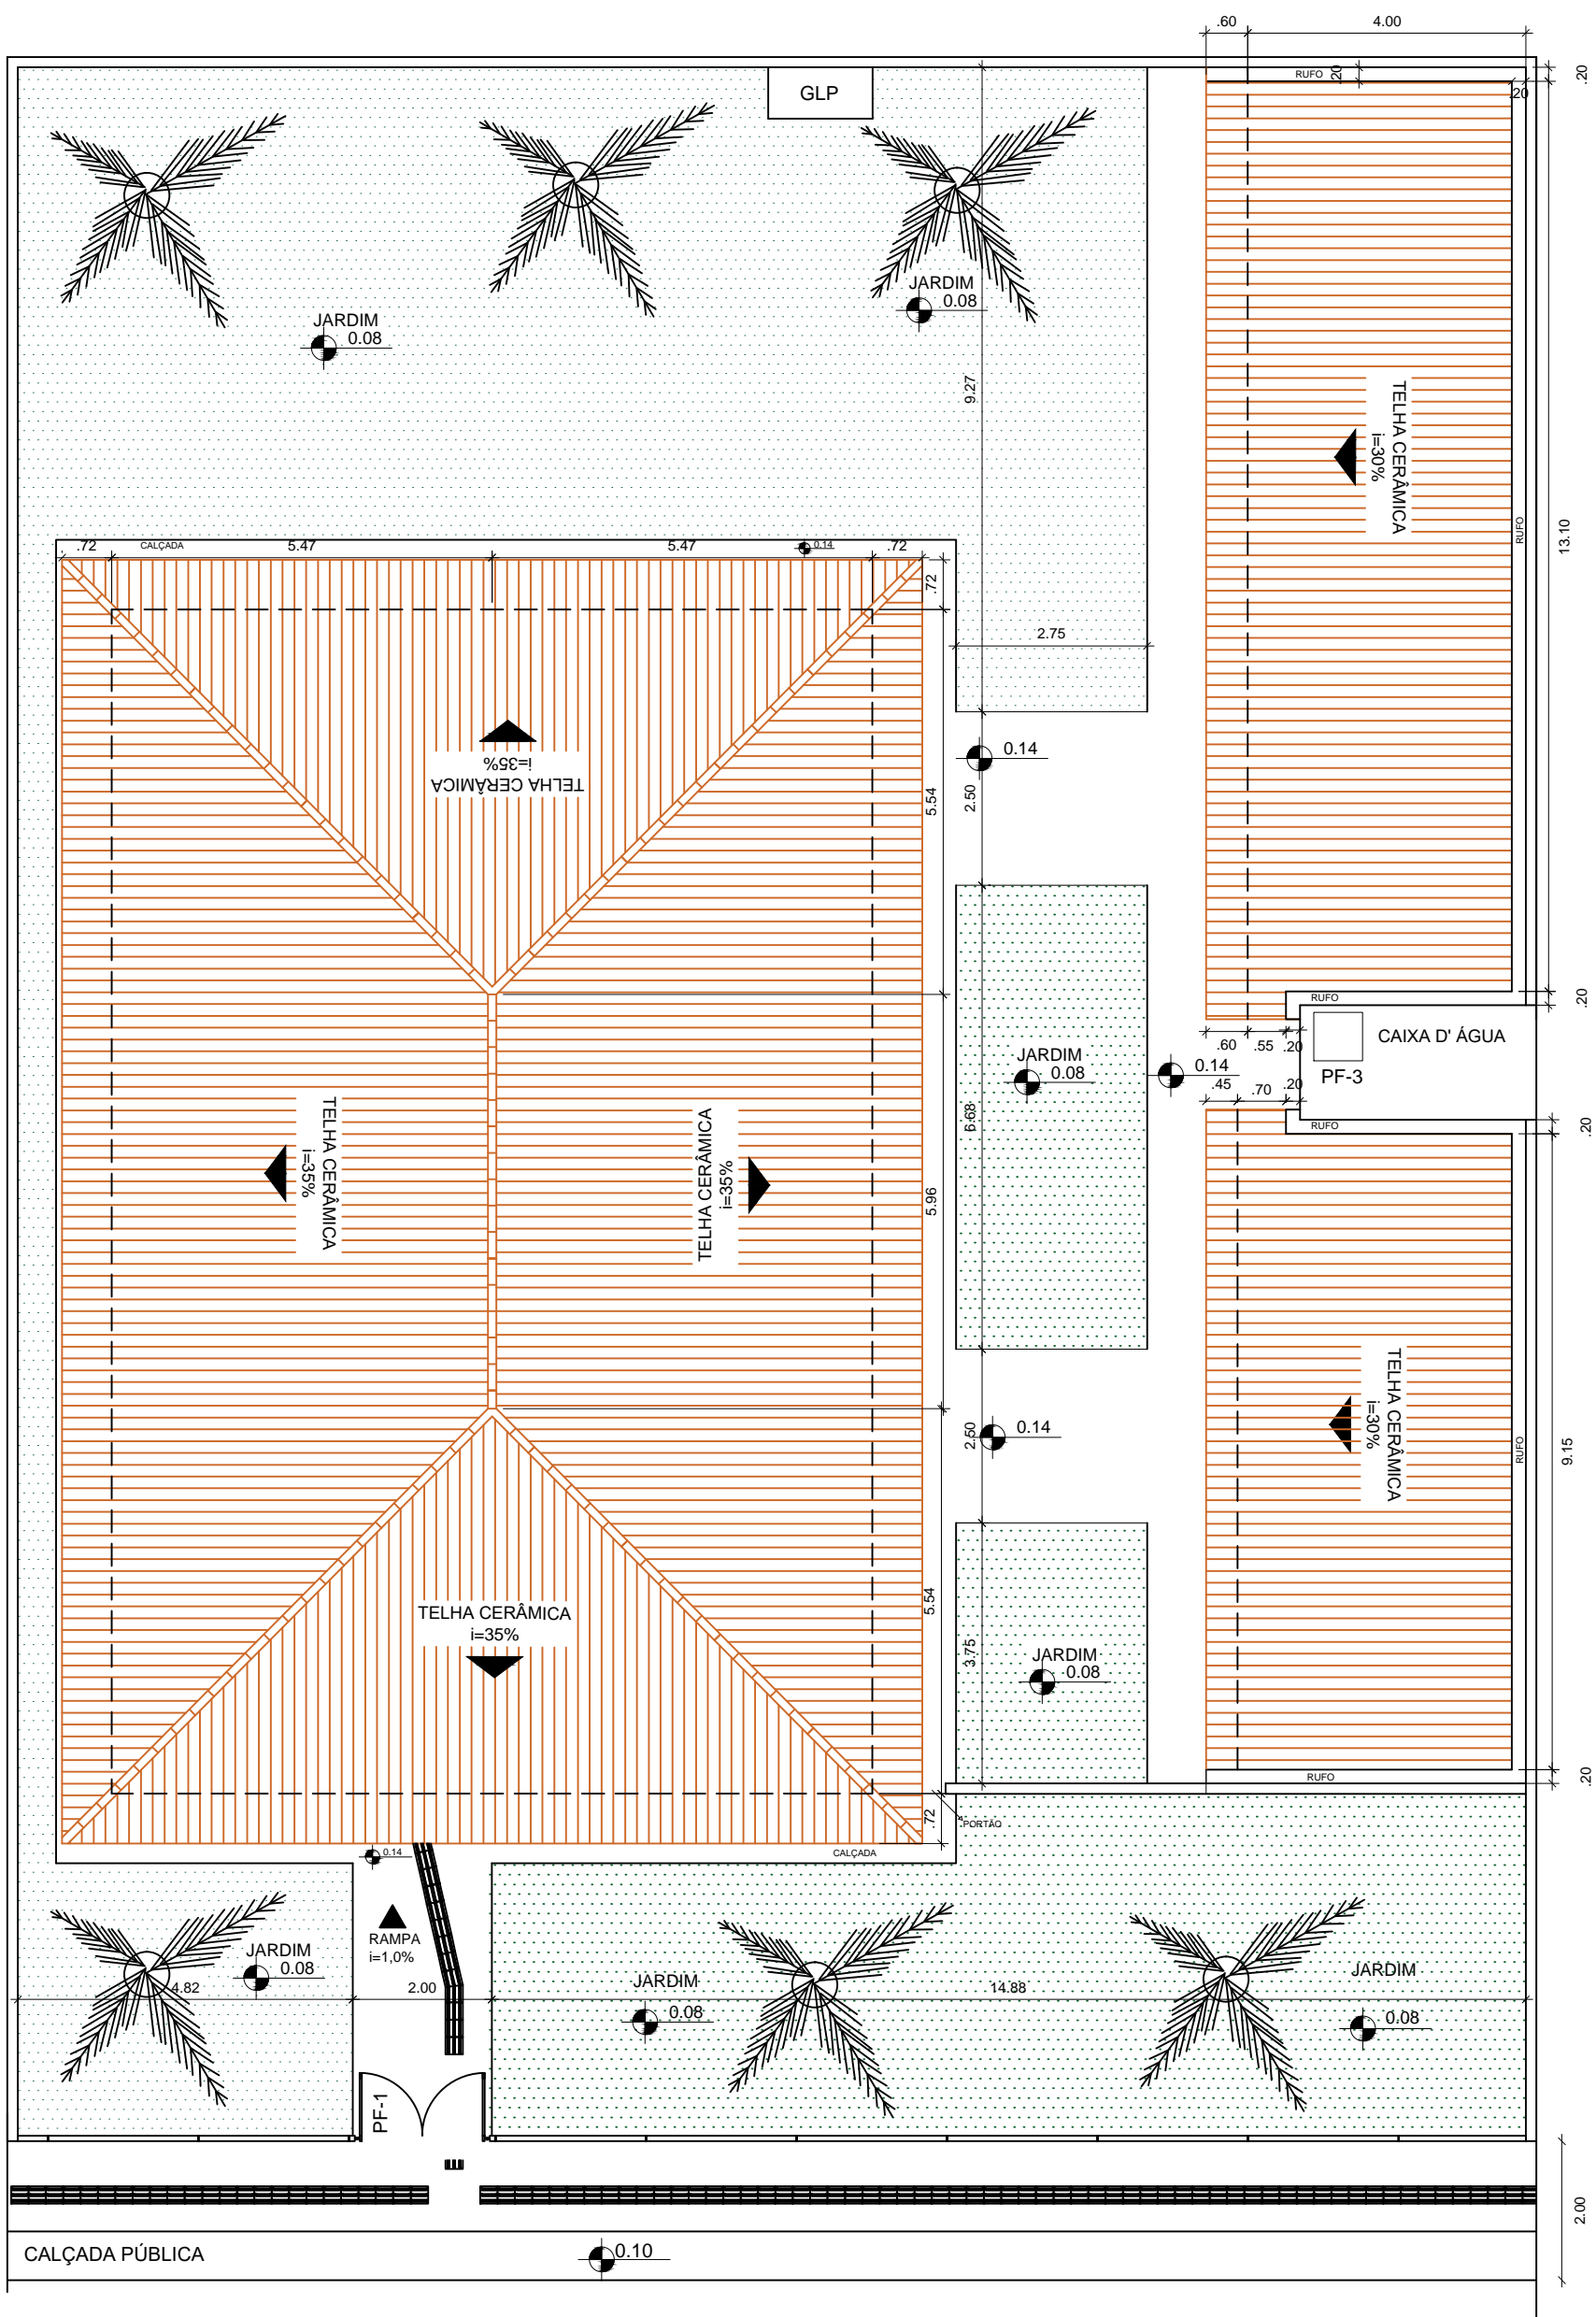 .60
4.00
.20
RUFO
.20
.20
GLP
JARDIM
0.08
JARDIM
0.08
9.27
TELHA CERÂMICA
i=30%
RUFO
13.10
.72
CALÇADA
5.47
5.47
0.14
.72
.72
2.75
i=35%
TELHA CERÂMICA
0.14
2.50
5.54
RUFO
.20
CAIXA D' ÁGUA
.60
.55
.20
JARDIM
0.08
0.14
PF-3
.45
.70
.20
6.68
RUFO
.20
TELHA CERÂMICA
i=35%
TELHA CERÂMICA
i=35%
5.96
TELHA CERÂMICA
i=30%
RUFO
9.15
2.50
0.14
5.54
TELHA CERÂMICA
i=35%
3.75
JARDIM
0.08
RUFO
.20
.72
PORTÃO
0.14
CALÇADA
RAMPA
i=1,0%
JARDIM
0.08
4.82
2.00
JARDIM
0.08
14.88
JARDIM
0.08
PF-1
2.00
CALÇADA PÚBLICA
0.10